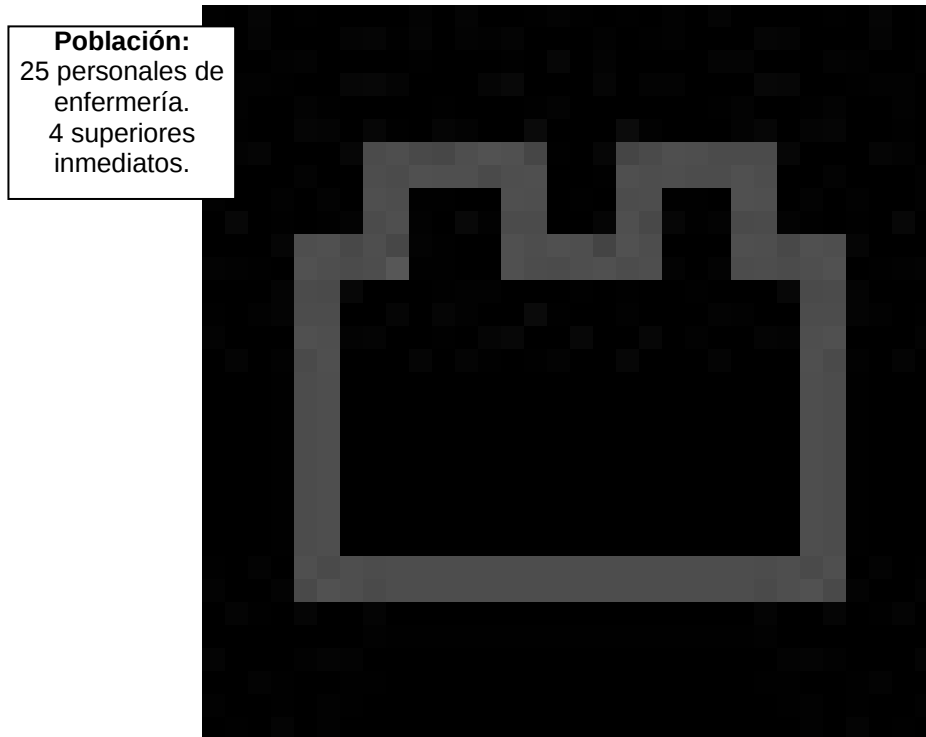 Población:
25 personales de
enfermería.
4 superiores
inmediatos.